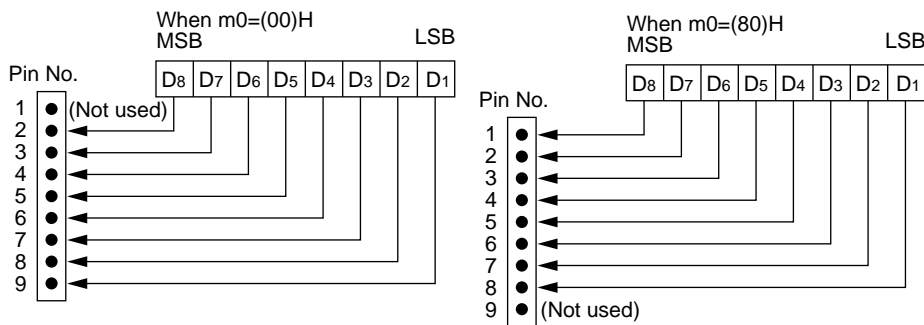 When m0=(00)H
MSB LSB
D8 D7 D6 D5 D4 D3 D2 D1
Pin No.
1 (Not used)
2
3
4
5
6
7
8
9
When m0=(80)H
MSB LSB
D8 D7 D6 D5 D4 D3 D2 D1
Pin No.
1
2
3
4
5
6
7
8
9 (Not used)